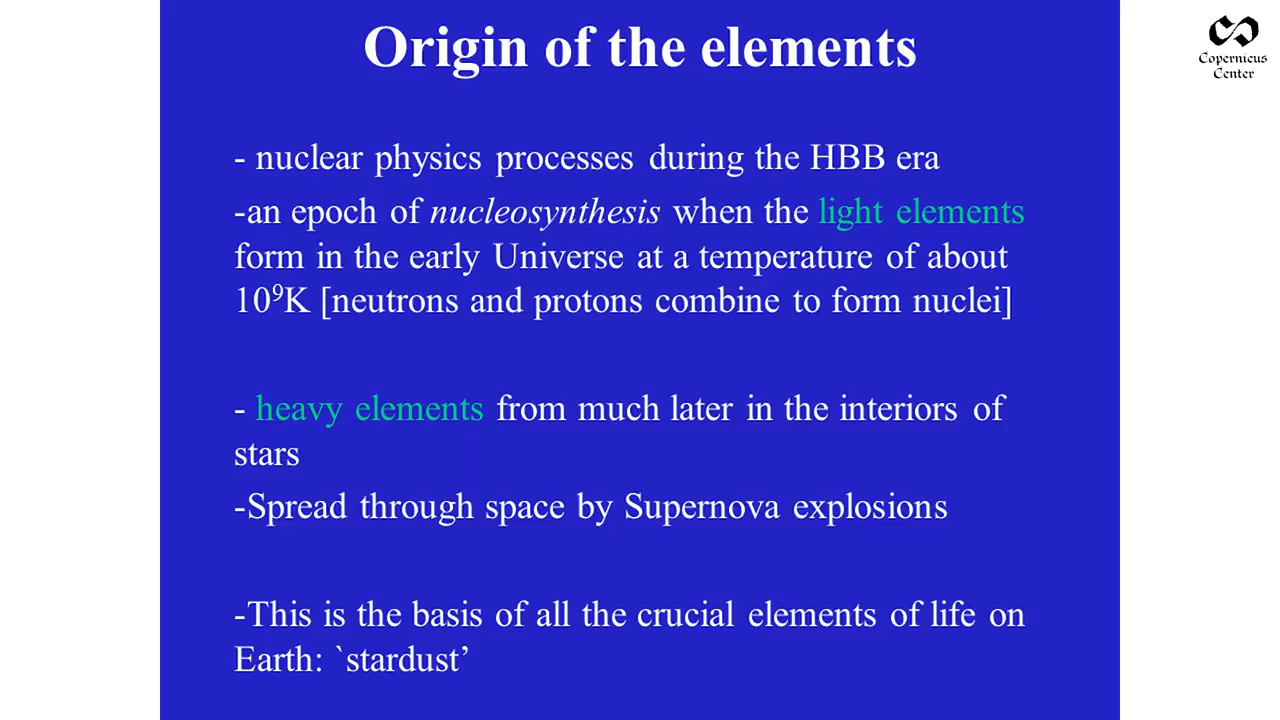 Origin of the elements
Copernicus
Center
- nuclear physics processes during the HBB era
-an epoch of nucleosynthesis when the light elements
form in the early Universe at a temperature of about
10⁹K [neutrons and protons combine to form nuclei]
- heavy elements from much later in the interiors of
stars
-Spread through space by Supernova explosions
-This is the basis of all the crucial elements of life on
Earth: `stardust’